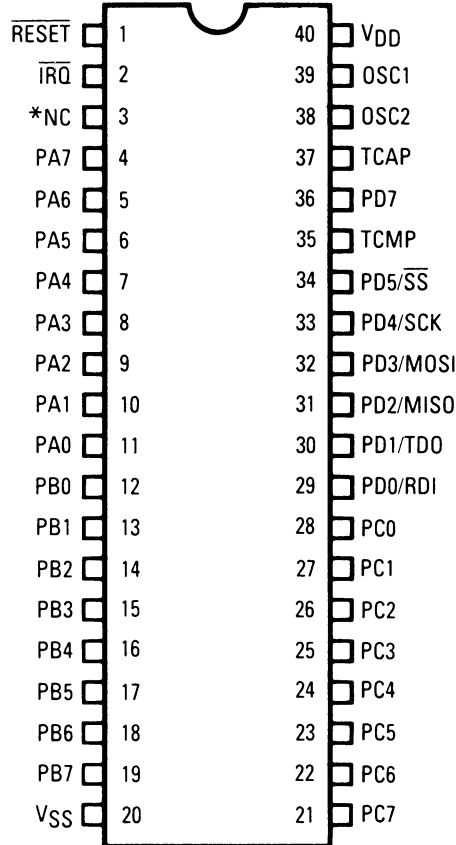 R̅E̅S̅E̅T̅ 1 40 VDD
I̅R̅Q̅ 2 39 OSC1
*NC 3 38 OSC2
PA7 4 37 TCAP
PA6 5 36 PD7
PA5 6 35 TCMP
PA4 7 34 PD5/S̅S̅
PA3 8 33 PD4/SCK
PA2 9 32 PD3/MOSI
PA1 10 31 PD2/MISO
PA0 11 30 PD1/TDO
PB0 12 29 PD0/RDI
PB1 13 28 PC0
PB2 14 27 PC1
PB3 15 26 PC2
PB4 16 25 PC3
PB5 17 24 PC4
PB6 18 23 PC5
PB7 19 22 PC6
VSS 20 21 PC7